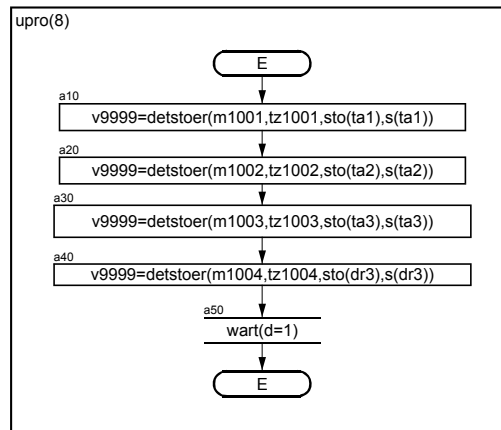 upro(8)
E
a10
v9999=detstoer(m1001,tz1001,sto(ta1),s(ta1))
a20
v9999=detstoer(m1002,tz1002,sto(ta2),s(ta2))
a30
v9999=detstoer(m1003,tz1003,sto(ta3),s(ta3))
a40
v9999=detstoer(m1004,tz1004,sto(dr3),s(dr3))
a50
wart(d=1)
E